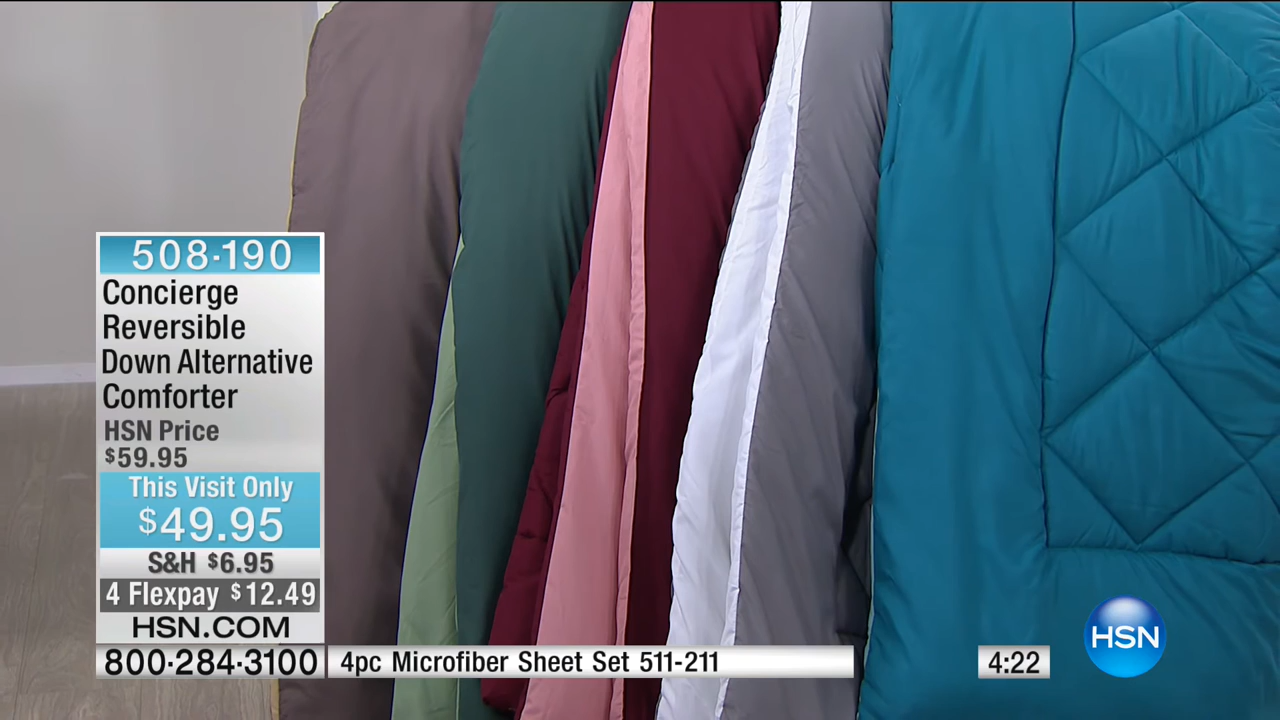 508·190
Concierge
Reversible
Down Alternative
Comforter
HSN Price
$59.95
This Visit Only
$49.95
S&H $6.95
4 Flexpay $12.49
HSN.COM
800·284·3100
4pc Microfiber Sheet Set 511-211
4:22
HSN